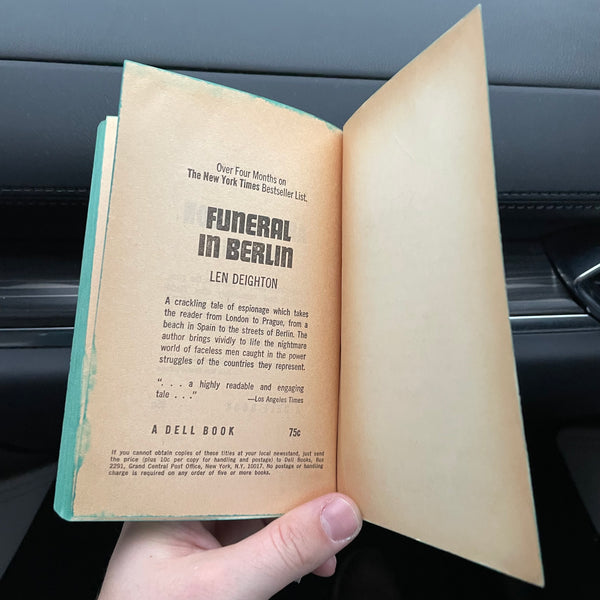 Over Four Months on
The New York Times Bestseller List.
FUNERAL
IN BERLIN
LEN DEIGHTON
A crackling tale of espionage which takes
the reader from London to Prague, from a
beach in Spain to the streets of Berlin. The
author brings vividly to life the nightmare
world of faceless men caught in the power
struggles of the countries they represent.
". . . a highly readable and engaging
tale . . ." —Los Angeles Times
A DELL BOOK 75c
If you cannot obtain copies of these titles at your local newsstand, just send
the price (plus 10c per copy for handling and postage) to Dell Books, Box
2291, Grand Central Post Office, New York, N.Y. 10017. No postage or handling
charge is required on any order of five or more books.